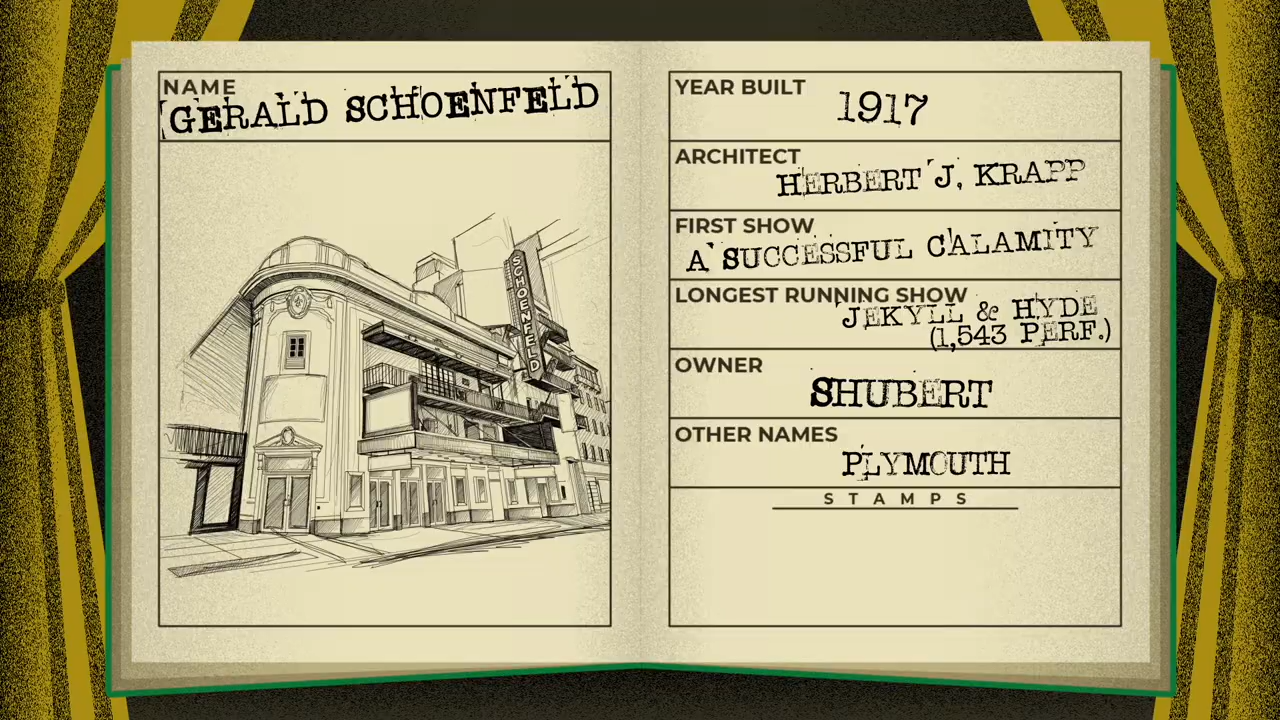 NAME
GERALD SCHOENFELD
SCHOENFELD
YEAR BUILT
1917
ARCHITECT
HERBERT J. KRAPP
FIRST SHOW
A SUCCESSFUL CALAMITY
LONGEST RUNNING SHOW
JEKYLL & HYDE
(1,543 PERF.)
OWNER
SHUBERT
OTHER NAMES
PLYMOUTH
STAMPS